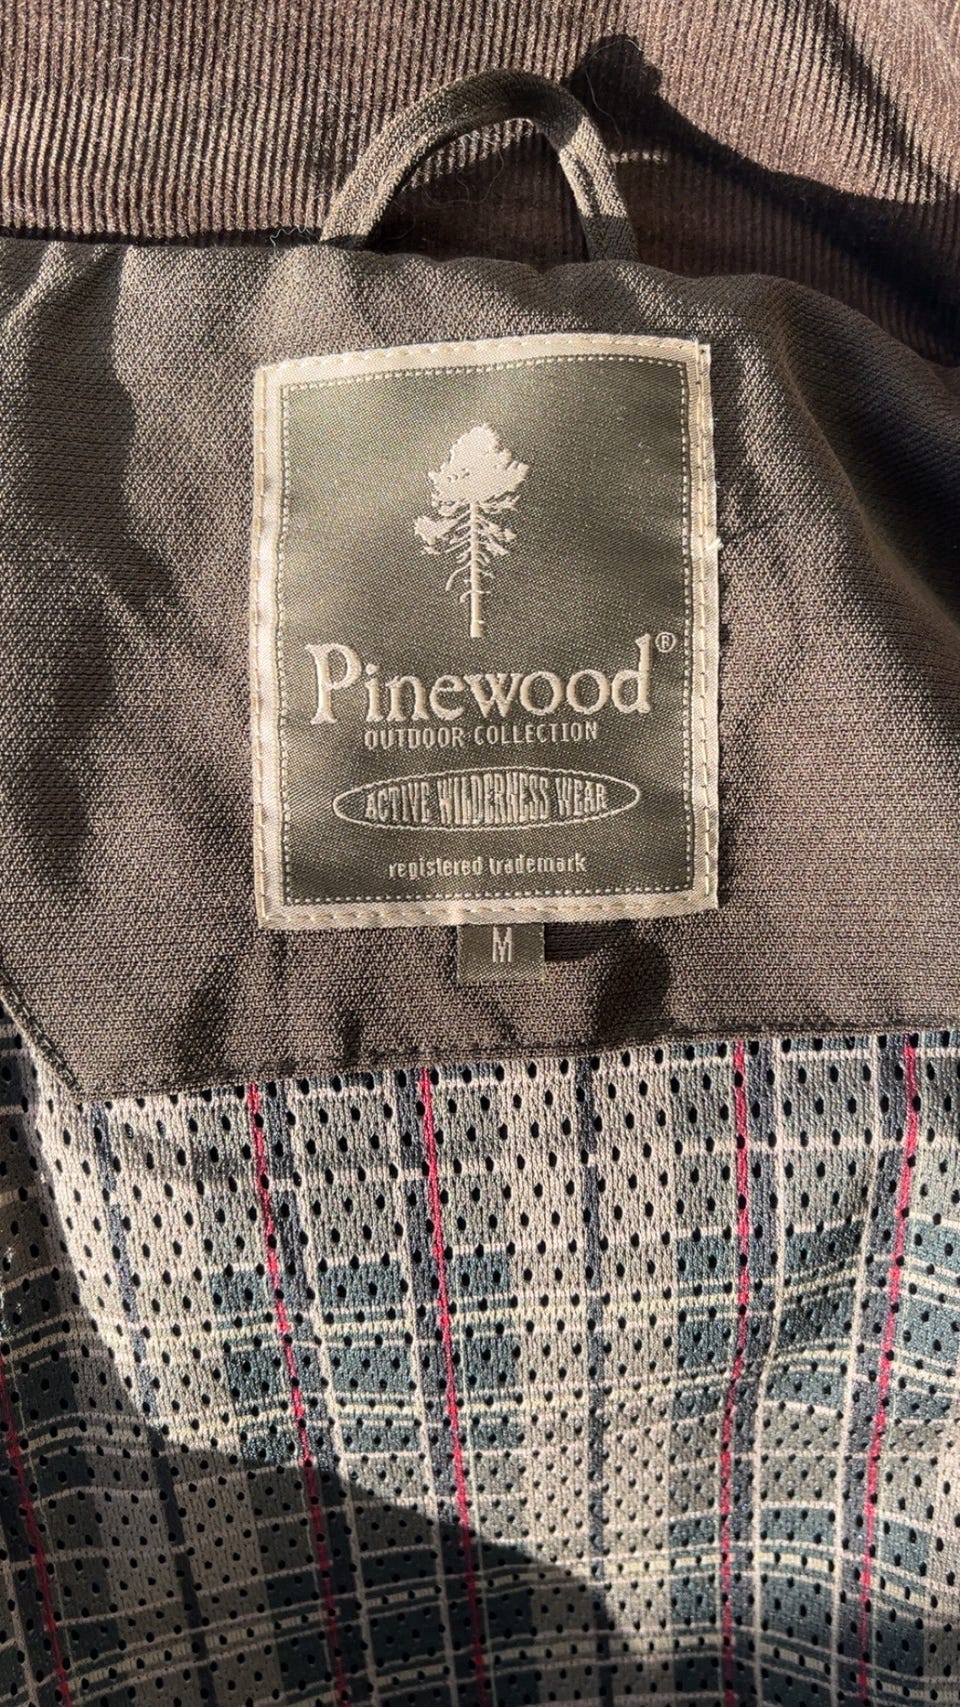 Pinewood®
OUTDOOR COLLECTION
ACTIVE WILDERNESS WEAR
registered trademark
M